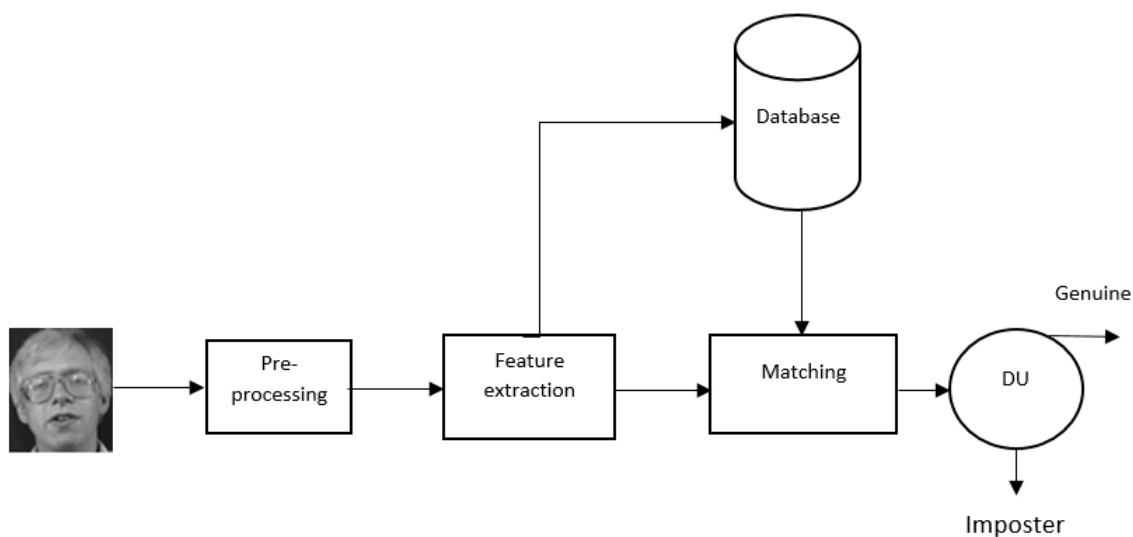 Database
Genuine
Pre-
processing
Feature
extraction
Matching
DU
Imposter